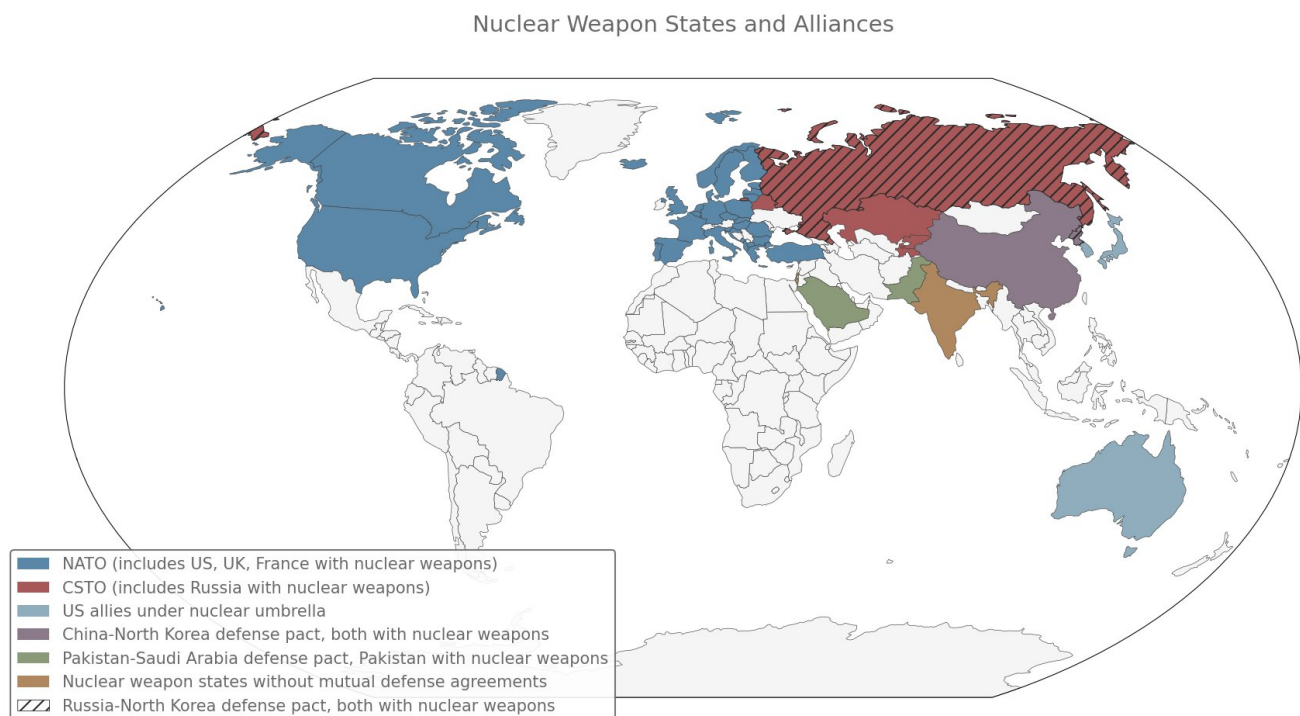 Nuclear Weapon States and Alliances
NATO (includes US, UK, France with nuclear weapons)
CSTO (includes Russia with nuclear weapons)
US allies under nuclear umbrella
China-North Korea defense pact, both with nuclear weapons
Pakistan-Saudi Arabia defense pact, Pakistan with nuclear weapons
Nuclear weapon states without mutual defense agreements
Russia-North Korea defense pact, both with nuclear weapons